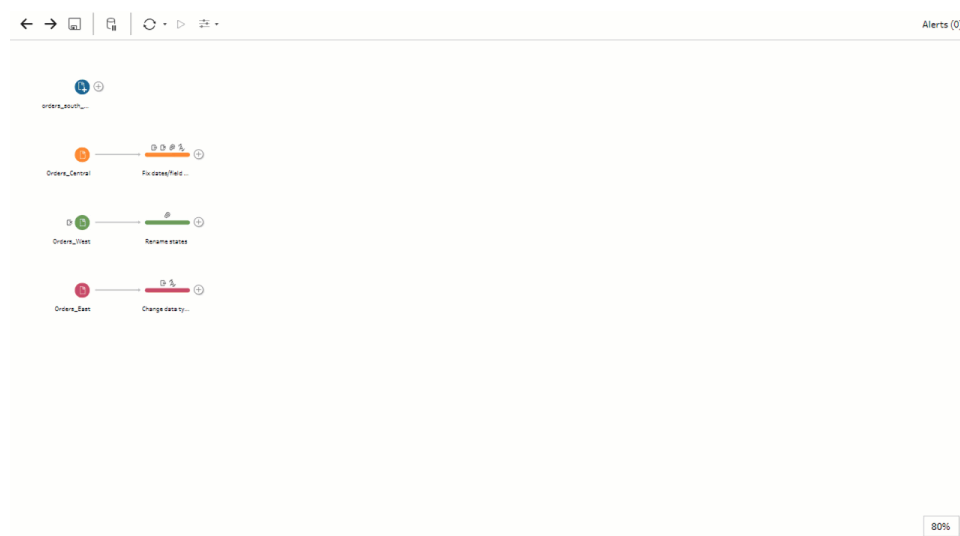 Alerts (0)
orders_south_...
Orders_Central
Fix dates/field ...
Orders_West
Rename states
Orders_East
Change data ty...
80%